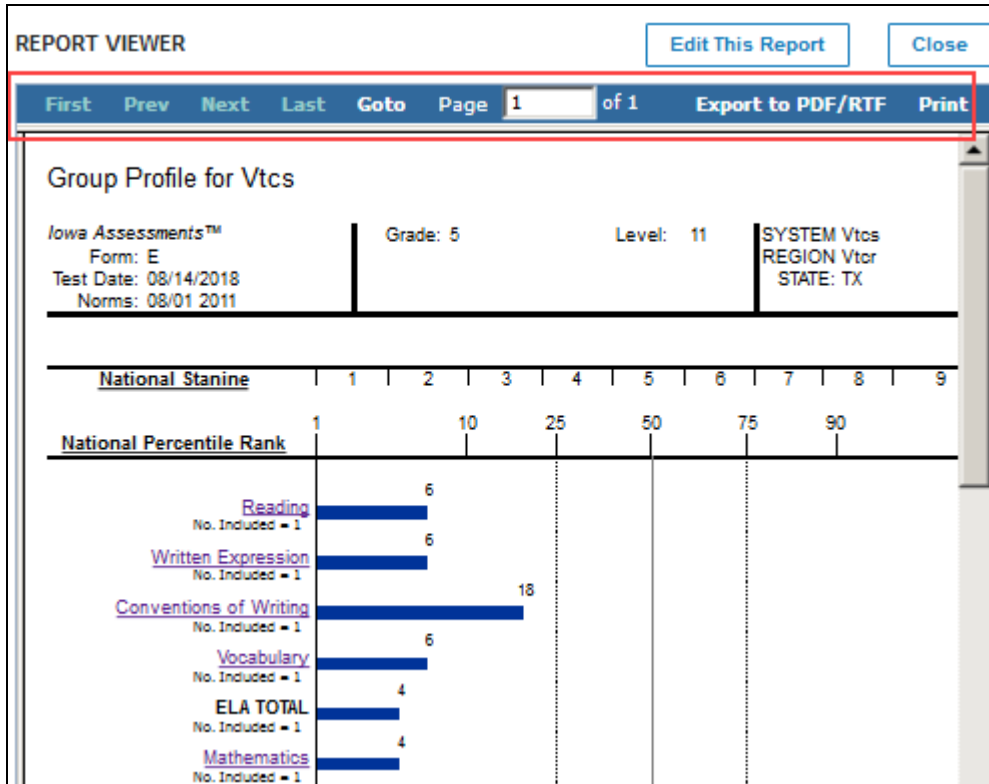 REPORT VIEWER Edit This Report Close
First Prev Next Last Goto Page 1 of 1 Export to PDF/RTF Print
Group Profile for Vtcs
Iowa Assessments™ Grade: 5 Level: 11 SYSTEM Vtcs
Form: E REGION Vtcr
Test Date: 08/14/2018 STATE: TX
Norms: 08/01 2011
National Stanine 1 2 3 4 5 6 7 8 9
1 10 25 50 75 90
National Percentile Rank
6
Reading
No. Included = 1
6
Written Expression
No. Included = 1
18
Conventions of Writing
No. Included = 1
6
Vocabulary
No. Included = 1
4
ELA TOTAL
No. Included = 1
4
Mathematics
No. Included = 1